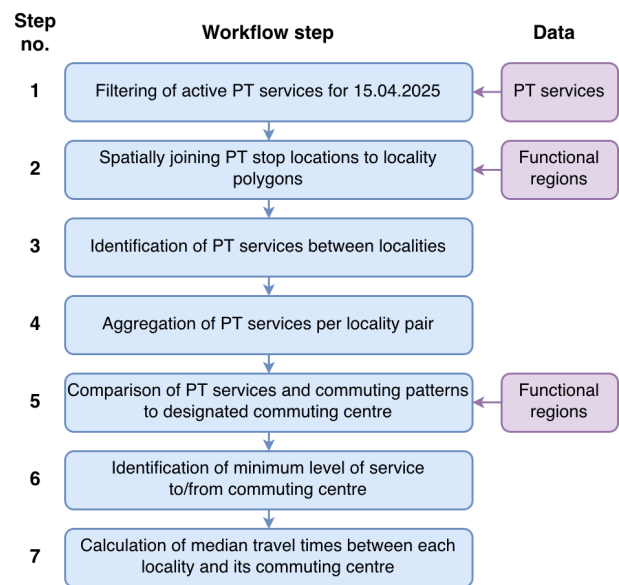 Step
no.
Workflow step
Data
1
Filtering of active PT services for 15.04.2025
PT services
2
Spatially joining PT stop locations to locality
polygons
Functional
regions
3
Identification of PT services between localities
4
Aggregation of PT services per locality pair
5
Comparison of PT services and commuting patterns
to designated commuting centre
Functional
regions
6
Identification of minimum level of service
to/from commuting centre
7
Calculation of median travel times between each
locality and its commuting centre